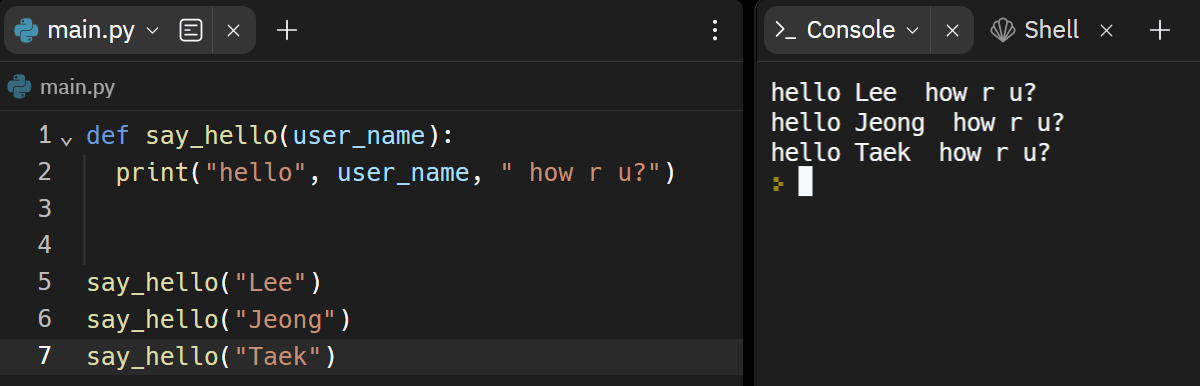 main.py
main.py
1 def say_hello(user_name):
2   print("hello", user_name, " how r u?")
3
4
5 say_hello("Lee")
6 say_hello("Jeong")
7 say_hello("Taek")
Console Shell
hello Lee  how r u?
hello Jeong  how r u?
hello Taek  how r u?